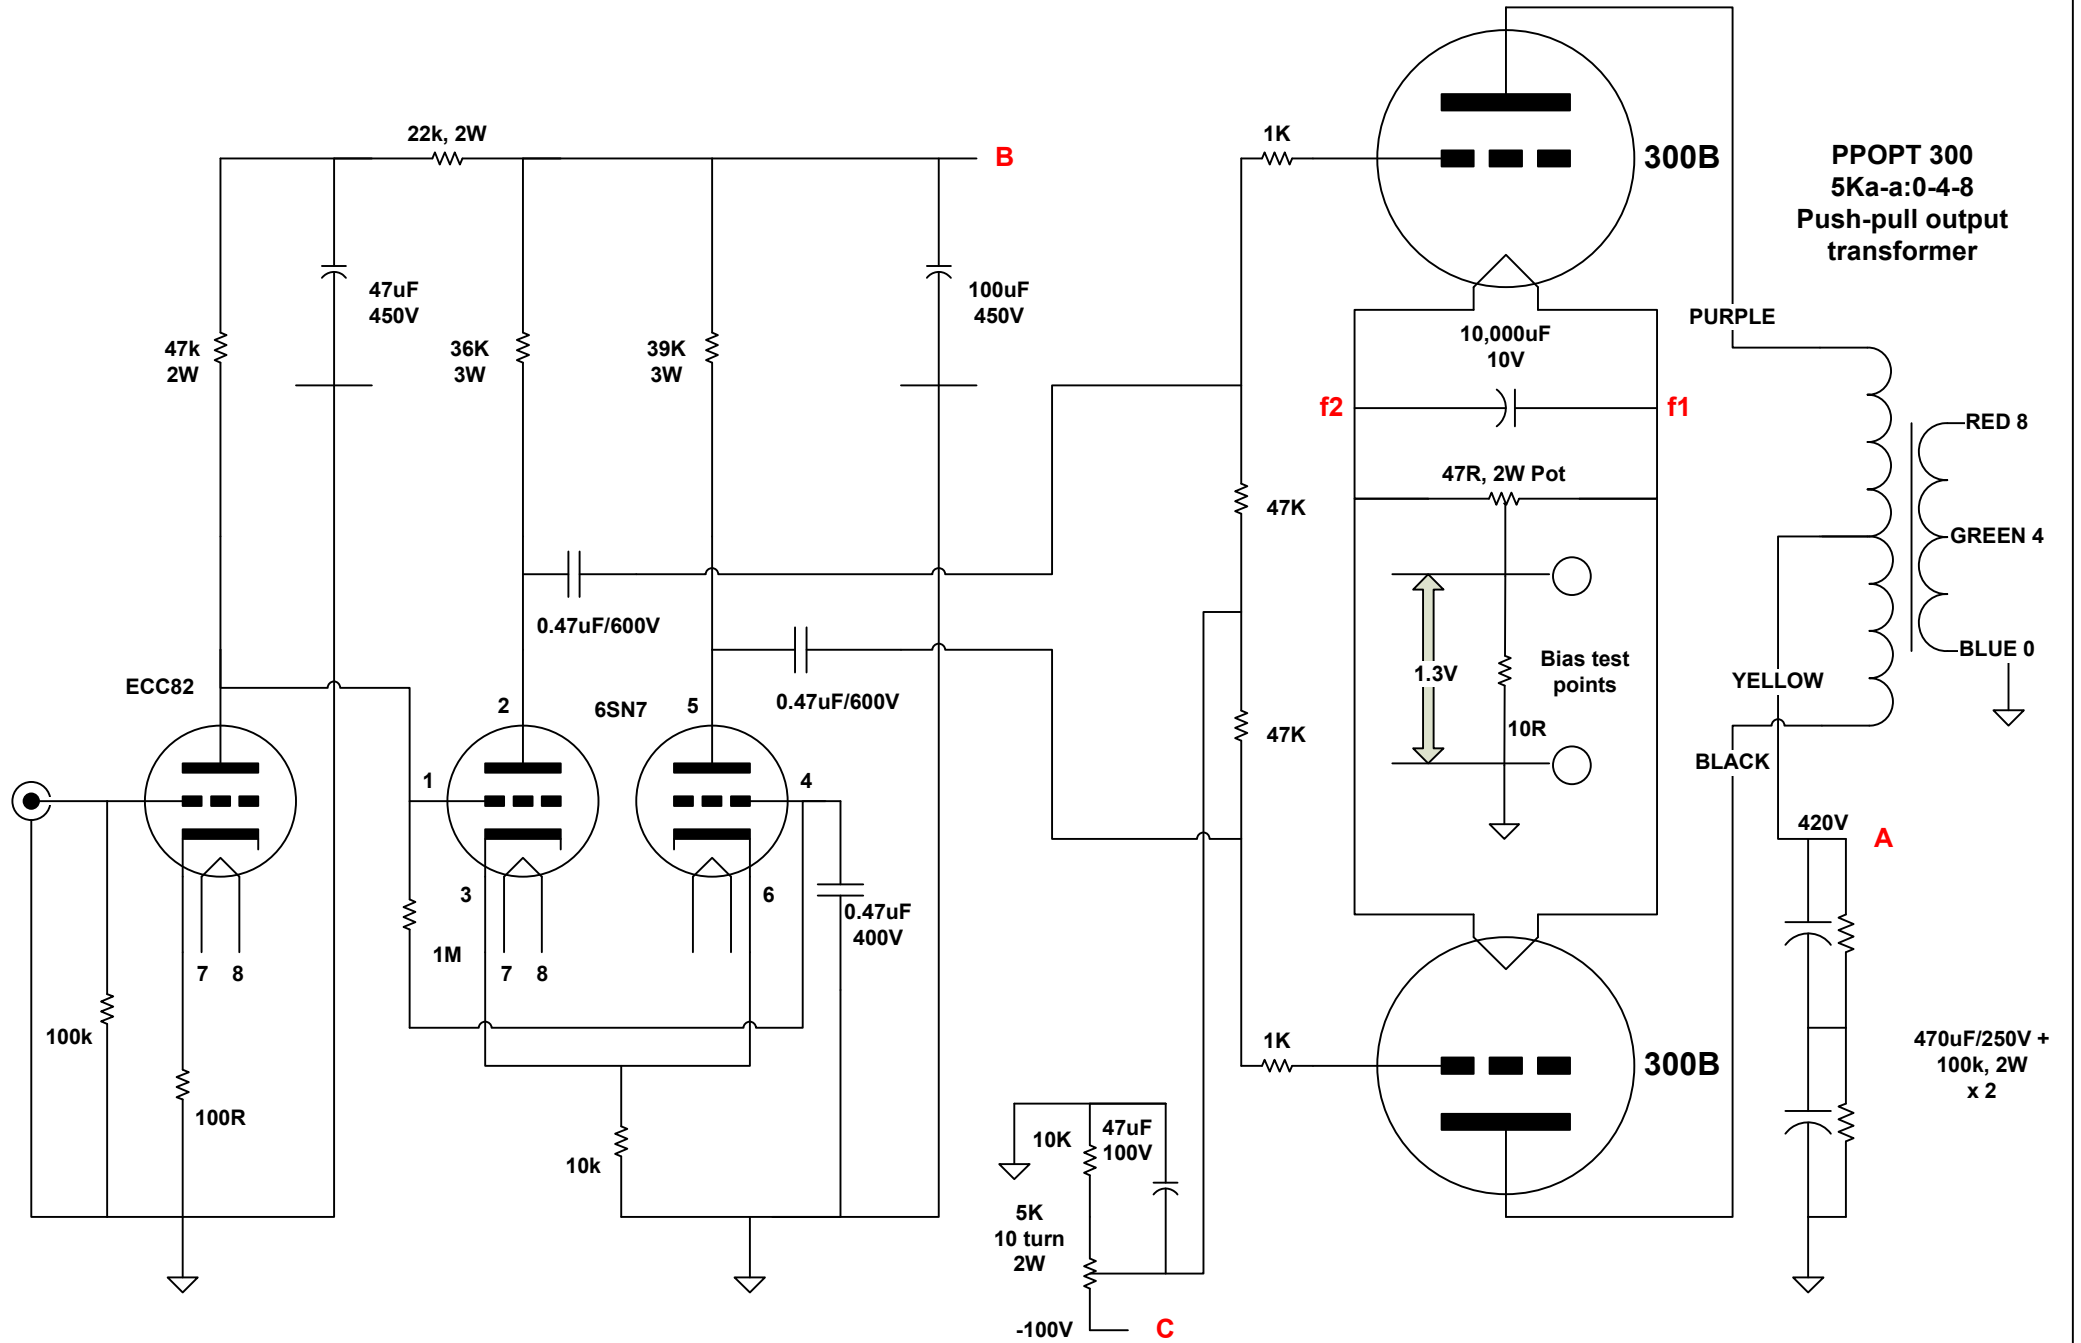 22k, 2W
B
47uF
450V
100uF
450V
47k
2W
36K
3W
39K
3W
0.47uF/600V
0.47uF/600V
ECC82
2
6SN7
5
1
4
3
6
0.47uF
400V
1M
7
8
7
8
100k
100R
10k
1K
300B
PPOPT 300
5Ka-a:0-4-8
Push-pull output
transformer
PURPLE
10,000uF
10V
f2
f1
RED 8
47R, 2W Pot
47K
GREEN 4
Bias test
points
1.3V
BLUE 0
YELLOW
47K
10R
BLACK
420V
A
1K
300B
470uF/250V +
100k, 2W
x 2
10K
47uF
100V
5K
10 turn
2W
-100V
C